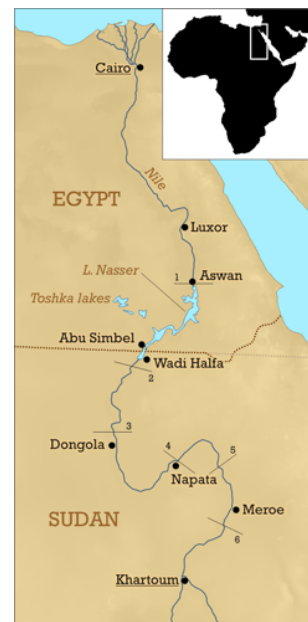 Cairo
Nile
EGYPT
Luxor
L. Nasser
1
Aswan
Toshka lakes
Abu Simbel
Wadi Halfa
2
3
Dongola
4
5
Napata
SUDAN
Meroe
6
Khartoum